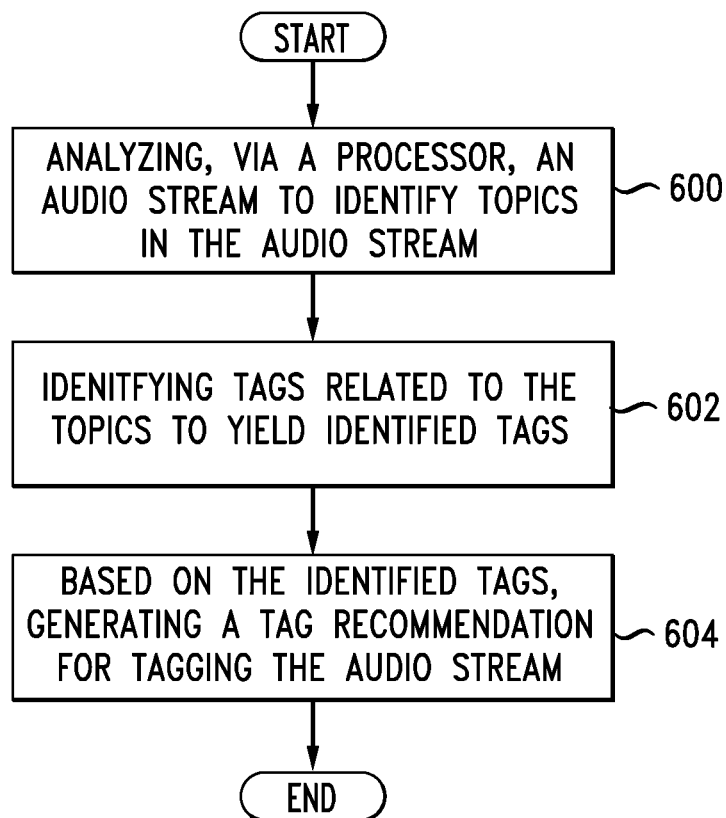 START
ANALYZING, VIA A PROCESSOR, AN
AUDIO STREAM TO IDENTIFY TOPICS
IN THE AUDIO STREAM
600
IDENITFYING TAGS RELATED TO THE
TOPICS TO YIELD IDENTIFIED TAGS
602
BASED ON THE IDENTIFIED TAGS,
GENERATING A TAG RECOMMENDATION
FOR TAGGING THE AUDIO STREAM
604
END